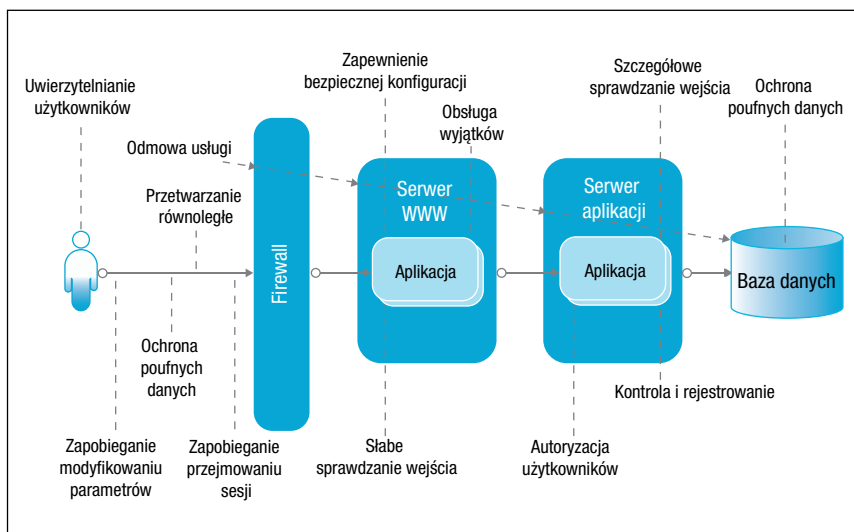 Uwierzytelnianie
użytkowników
Zapewnienie
bezpiecznej konfiguracji
Szczegółowe
sprawdzanie wejścia
Ochrona
poufnych danych
Obsługa
wyjątków
Odmowa usługi
Przetwarzanie
równoległe
Firewall
Serwer
WWW
Aplikacja
Serwer
aplikacji
Aplikacja
Baza danych
Ochrona
poufnych
danych
Kontrola i rejestrowanie
Zapobieganie
modyfikowaniu
parametrów
Zapobieganie
przejmowaniu
sesji
Słabe
sprawdzanie wejścia
Autoryzacja
użytkowników